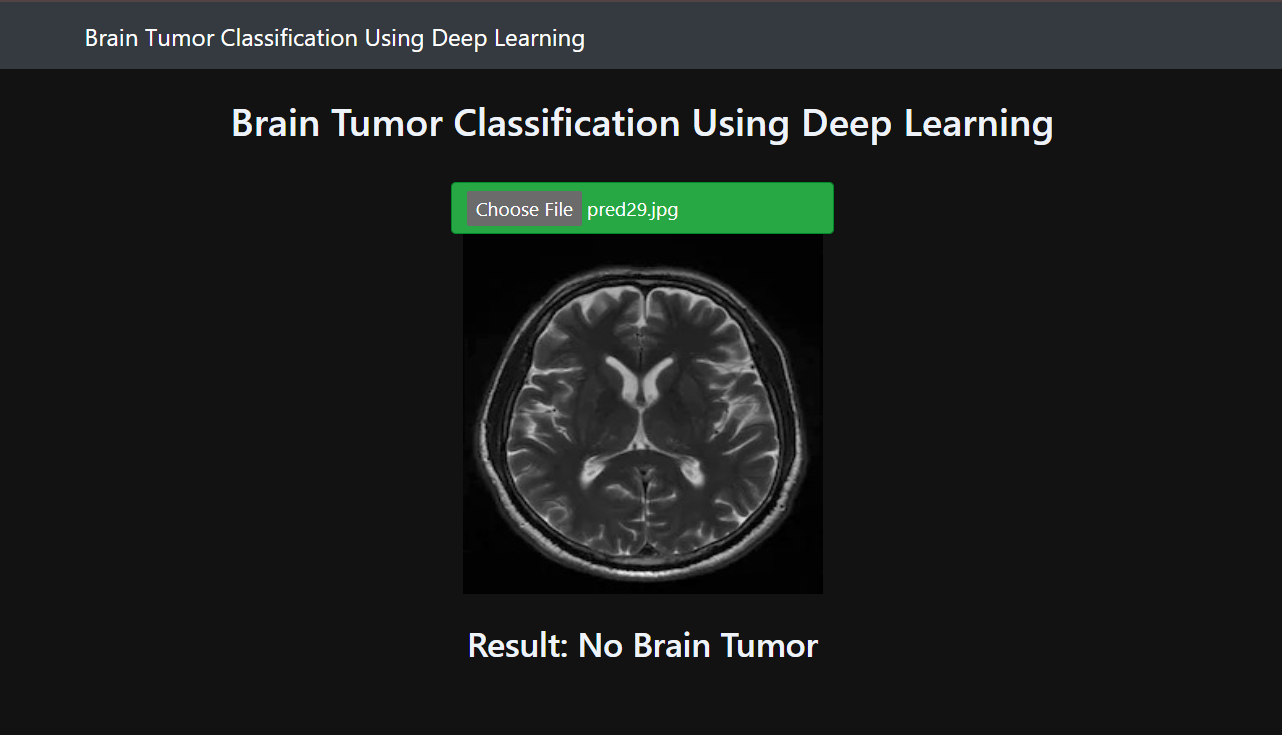 Brain Tumor Classification Using Deep Learning
Brain Tumor Classification Using Deep Learning
Choose File pred29.jpg
Result: No Brain Tumor